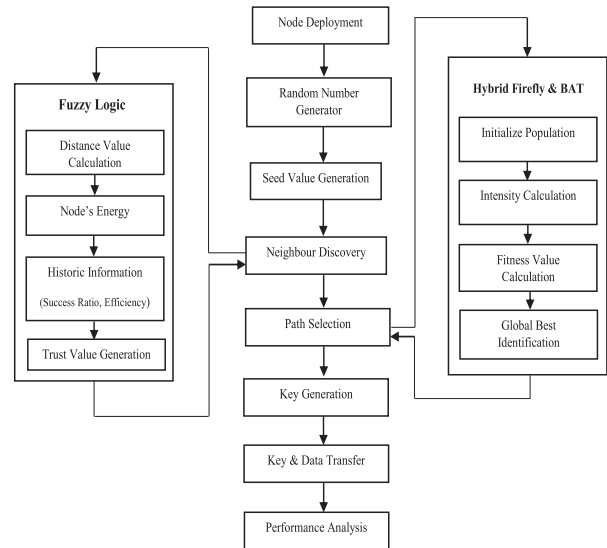 Node Deployment
Random Number
Generator
Seed Value Generation
Neighbour Discovery
Path Selection
Key Generation
Key & Data Transfer
Performance Analysis
Fuzzy Logic
Distance Value
Calculation
Node's Energy
Historic Information
(Success Ratio, Efficiency)
Trust Value Generation
Hybrid Firefly & BAT
Initialize Population
Intensity Calculation
Fitness Value
Calculation
Global Best
Identification